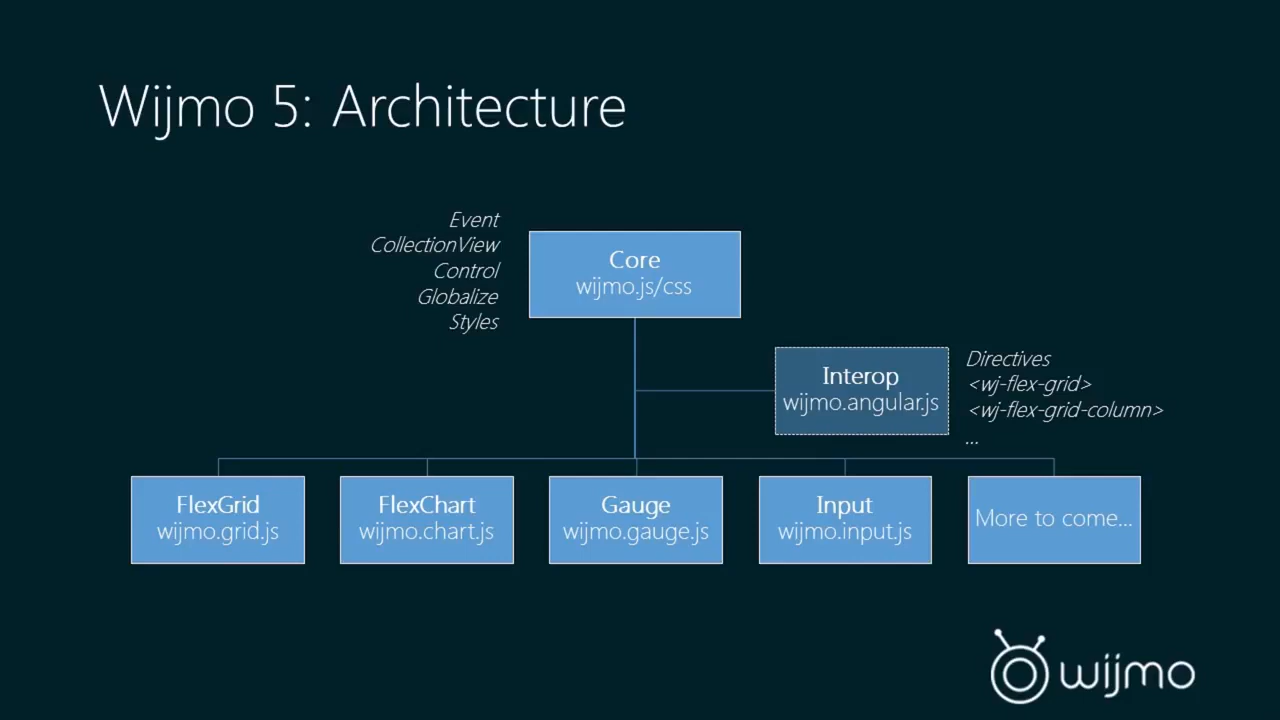 Wijmo 5: Architecture
Event
CollectionView
Control
Globalize
Styles
Core
wijmo.js/css
Interop
wijmo.angular.js
Directives
<wj-flex-grid>
<wj-flex-grid-column>
...
FlexGrid
wijmo.grid.js
FlexChart
wijmo.chart.js
Gauge
wijmo.gauge.js
Input
wijmo.input.js
More to come...
wijmo